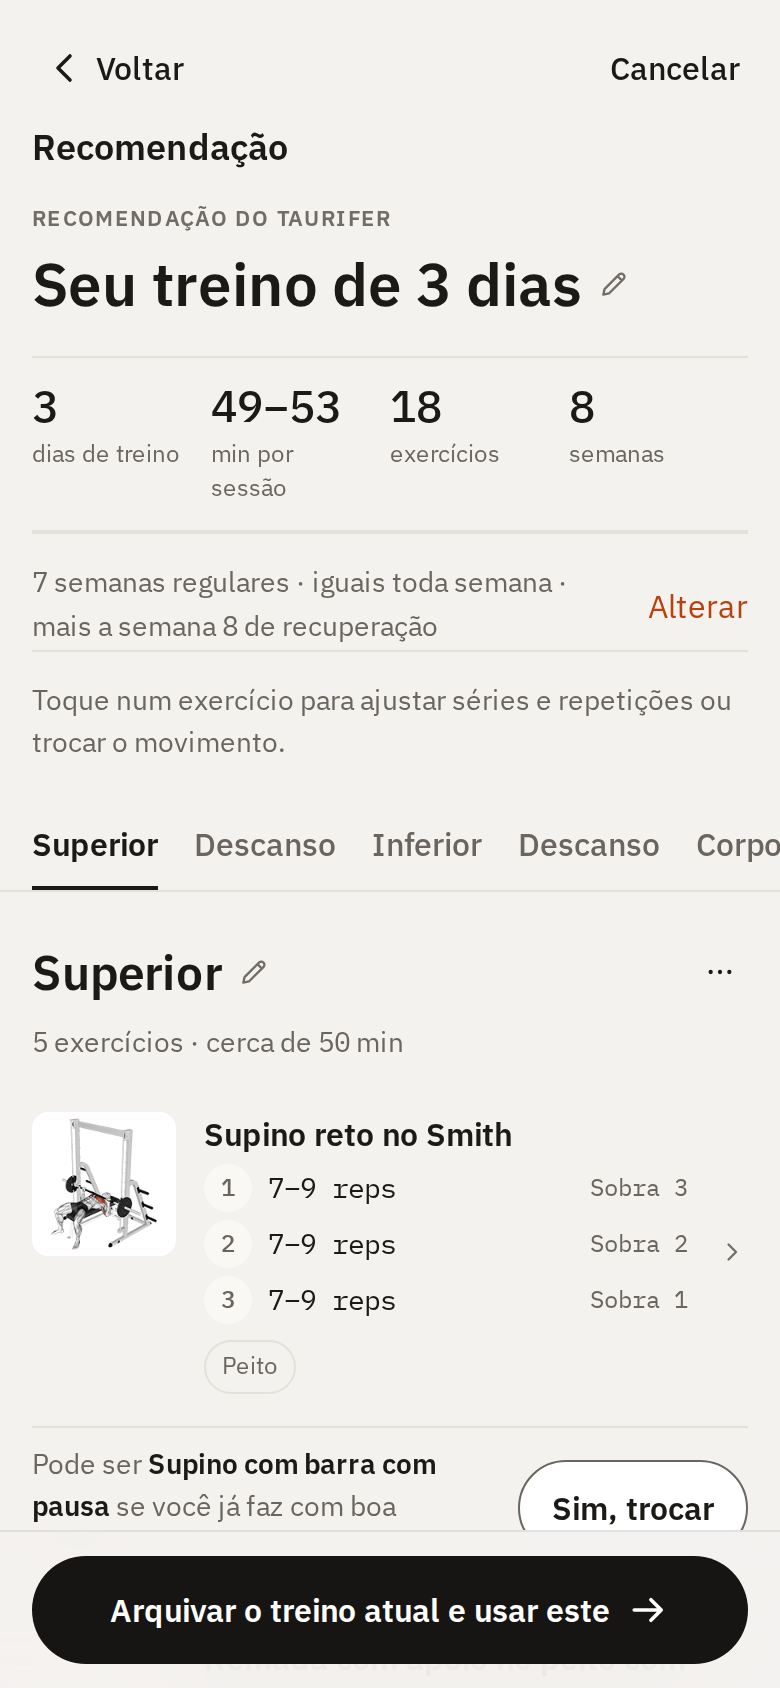 Voltar
Cancelar
Recomendação
RECOMENDAÇÃO DO TAURIFER
Seu treino de 3 dias
3
dias de treino
49–53
min por
sessão
18
exercícios
8
semanas
7 semanas regulares · iguais toda semana ·
mais a semana 8 de recuperação
Alterar
Toque num exercício para ajustar séries e repetições ou
trocar o movimento.
Superior Descanso Inferior Descanso Corpo
Superior
...
5 exercícios · cerca de 50 min
Supino reto no Smith
1 7–9 reps Sobra 3
2 7–9 reps Sobra 2
3 7–9 reps Sobra 1
Peito
Pode ser Supino com barra com
pausa se você já faz com boa
Sim, trocar
Arquivar o treino atual e usar este →